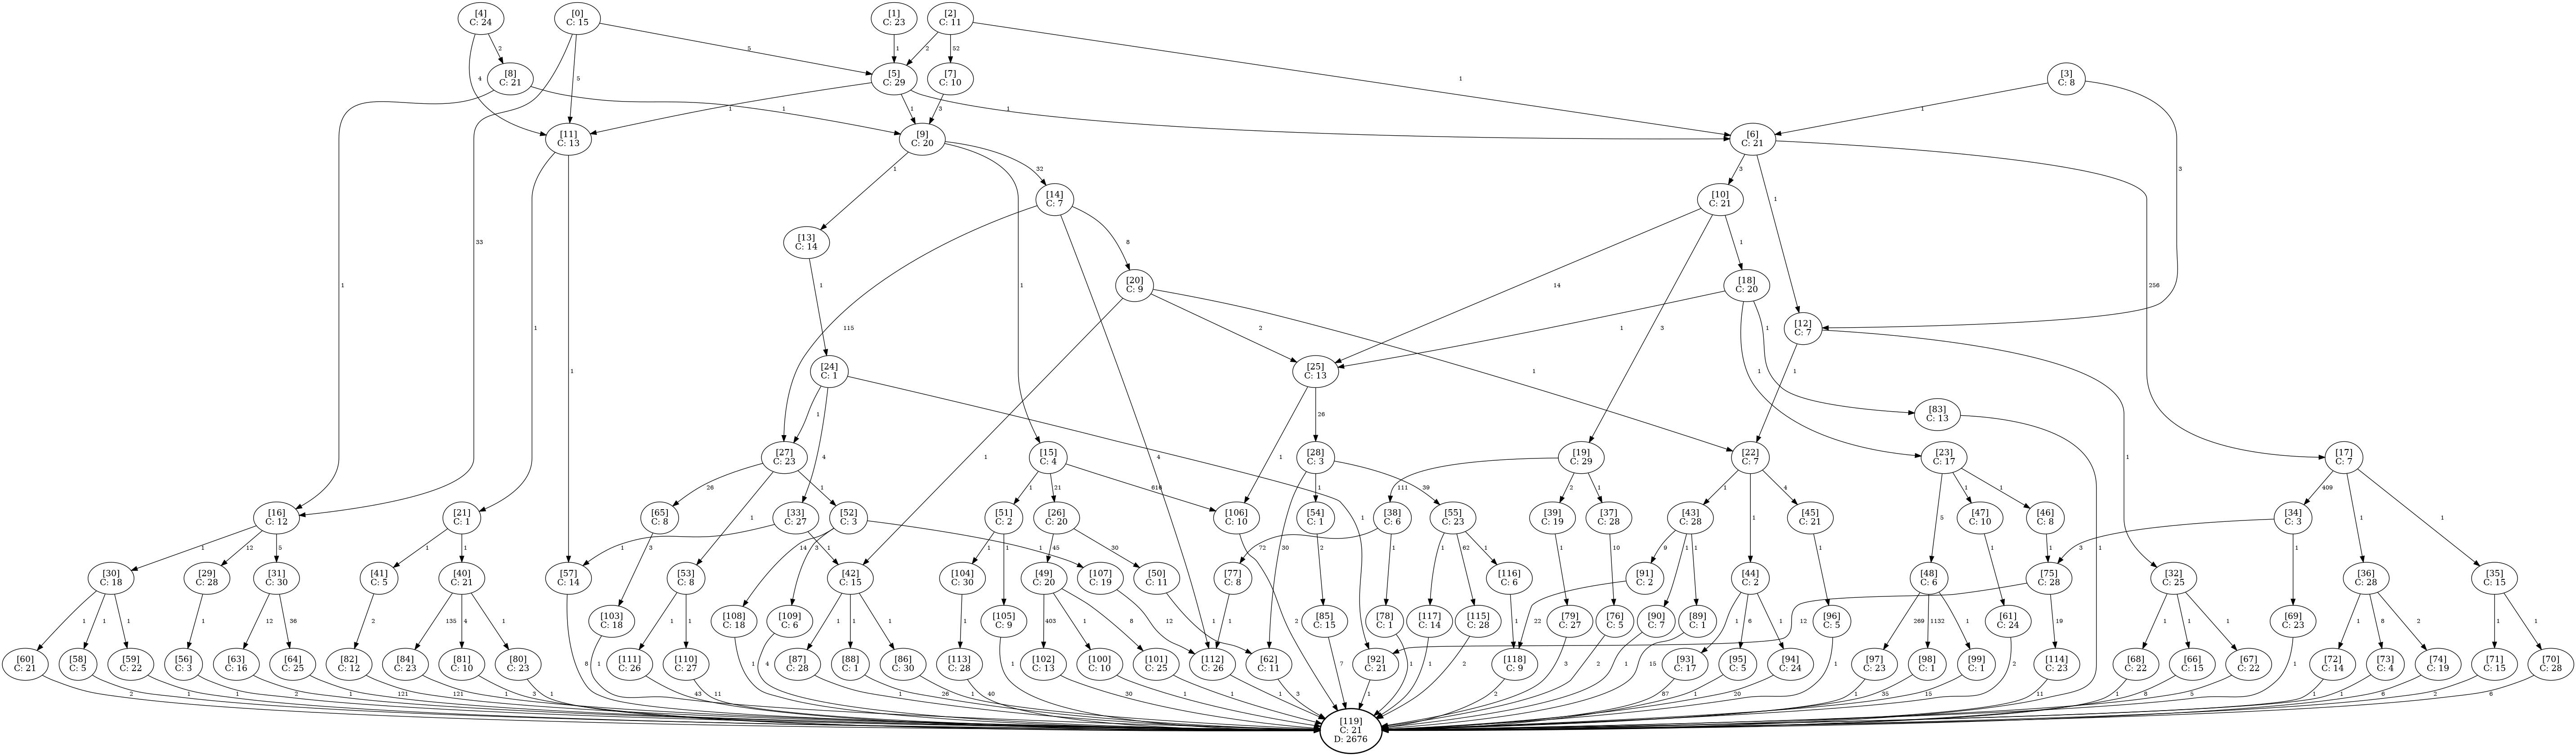 [4]
C: 24
[0]
C: 15
[1]
C: 23
[2]
C: 11
2
5
1
2
52
4
5
1
[8]
C: 21
[5]
C: 29
[7]
C: 10
[3]
C: 8
1
1
1
3
1
1
[11]
C: 13
[9]
C: 20
[6]
C: 21
3
1
32
3
1
[14]
C: 7
[10]
C: 21
33
8
[13]
C: 14
1
1
1
1
14
256
[20]
C: 9
[18]
C: 20
1
115
2
3
1
[12]
C: 7
1
[24]
C: 1
[25]
C: 13
1
1
1
[83]
C: 13
1
4
26
4
1
1
1
[27]
C: 23
[15]
C: 4
[28]
C: 3
[19]
C: 29
[22]
C: 7
[23]
C: 17
[17]
C: 7
26
1
1
21
616
1
1
39
111
2
1
1
4
1
1
409
1
1
[16]
C: 12
[21]
C: 1
[65]
C: 8
[33]
C: 27
[52]
C: 3
[51]
C: 2
[26]
C: 20
[106]
C: 10
[54]
C: 1
[55]
C: 23
[38]
C: 6
[39]
C: 19
[37]
C: 28
[43]
C: 28
[45]
C: 21
[47]
C: 10
[46]
C: 8
[34]
C: 3
1
12
5
1
1
3
1
1
14
3
1
1
1
45
30
72
30
2
1
62
1
1
1
10
9
1
1
1
1
5
1
1
3
1
[30]
C: 18
[29]
C: 28
[31]
C: 30
[41]
C: 5
[40]
C: 21
[57]
C: 14
[53]
C: 8
[42]
C: 15
[104]
C: 30
[49]
C: 20
[107]
C: 19
[50]
C: 11
[77]
C: 8
[116]
C: 6
[91]
C: 2
[44]
C: 2
[48]
C: 6
[75]
C: 28
[32]
C: 25
[36]
C: 28
[35]
C: 15
1
1
1
1
12
36
2
135
4
1
1
1
1
1
1
1
403
1
8
12
1
1
2
1
22
1
6
1
12
269
1132
1
19
1
1
1
1
8
2
1
1
[103]
C: 18
[108]
C: 18
[109]
C: 6
[105]
C: 9
[85]
C: 15
[117]
C: 14
[115]
C: 28
[78]
C: 1
[79]
C: 27
[76]
C: 5
[90]
C: 7
[89]
C: 1
[96]
C: 5
[61]
C: 24
[69]
C: 23
[60]
C: 21
[58]
C: 5
[59]
C: 22
[56]
C: 3
[63]
C: 16
[64]
C: 25
[82]
C: 12
[84]
C: 23
[81]
C: 10
[80]
C: 23
[111]
C: 26
[110]
C: 27
[87]
C: 28
[88]
C: 1
[86]
C: 30
[113]
C: 28
[102]
C: 13
[100]
C: 10
[101]
C: 25
[112]
C: 26
[62]
C: 11
[92]
C: 21
[118]
C: 9
[93]
C: 17
[95]
C: 5
[94]
C: 24
[97]
C: 23
[98]
C: 1
[99]
C: 1
[114]
C: 23
[68]
C: 22
[66]
C: 15
[67]
C: 22
[72]
C: 14
[73]
C: 4
[74]
C: 19
[71]
C: 15
[70]
C: 28
8
1
1
4
1
7
1
1
2
3
2
1
15
1
2
1
1
2
2
1
1
2
1
121
121
1
3
1
43
11
1
26
1
40
30
1
1
1
3
1
2
87
1
20
1
35
15
11
1
8
5
1
1
6
2
6
[119]
C: 21
D: 2676